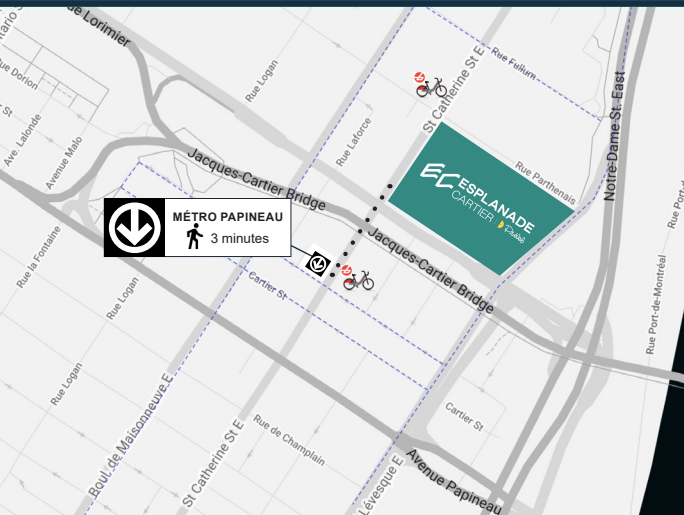 de Lorimier
Rue Dorion
Ave. Lalonde
Avenue Malo
Rue Logan
Rue Laforce
St Catherine St E
Rue Fullum
Notre-Dame St. East
Rue Parthenais
EC ESPLANADE
CARTIER
Jacques-Cartier Bridge
Jacques-Cartier Bridge
MÉTRO PAPINEAU
3 minutes
Rue la Fontaine
Rue Logan
Rue Logan
Cartier St
Boul. de Maisonneuve E
St Catherine St E
Rue de Champlain
Lévesque E
Cartier St
Avenue Papineau
Rue Port-de-Montréal
Rue Port-d